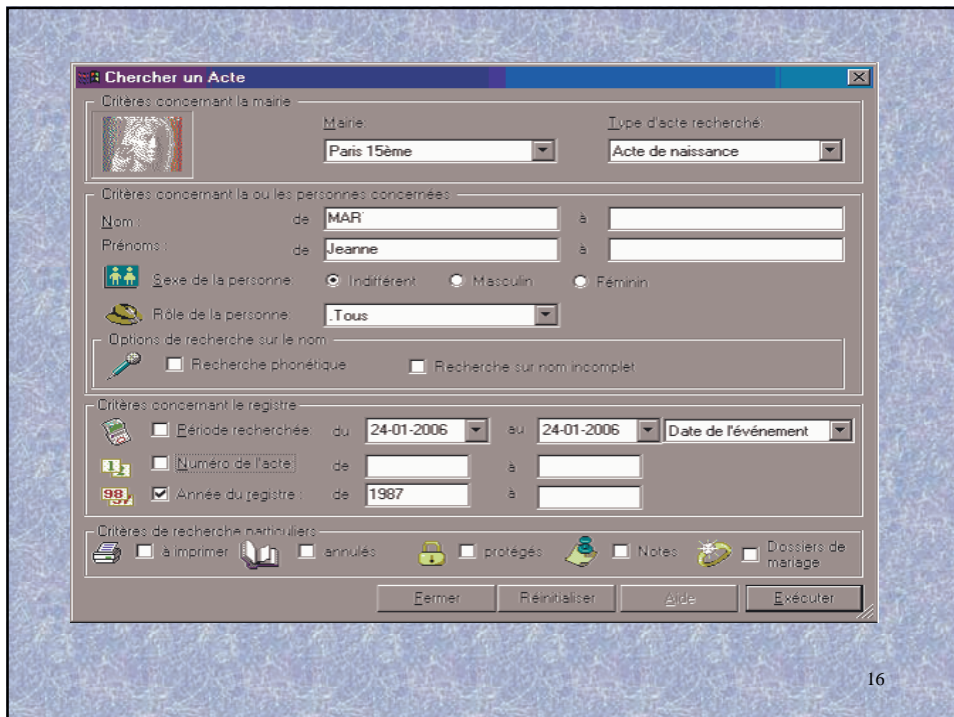 Chercher un Acte
Critères concernant la mairie
Mairie: Type d'acte recherché:
Paris 15ème Acte de naissance
Critères concernant la ou les personnes concernées
Nom : de MAR à
Prénoms : de Jeanne à
Sexe de la personne: Indifférent Masculin Féminin
Rôle de la personne: .Tous
Options de recherche sur le nom
Recherche phonétique Recherche sur nom incomplet
Critères concernant le registre
Période recherchée: du 24-01-2006 au 24-01-2006 Date de l'événement
Numéro de l'acte: de à
Année du registre : de 1987 à
Critères de recherche particuliers
à imprimer annulés protégés Notes Dossiers de
mariage
Fermer Réinitialiser Aide Exécuter
16